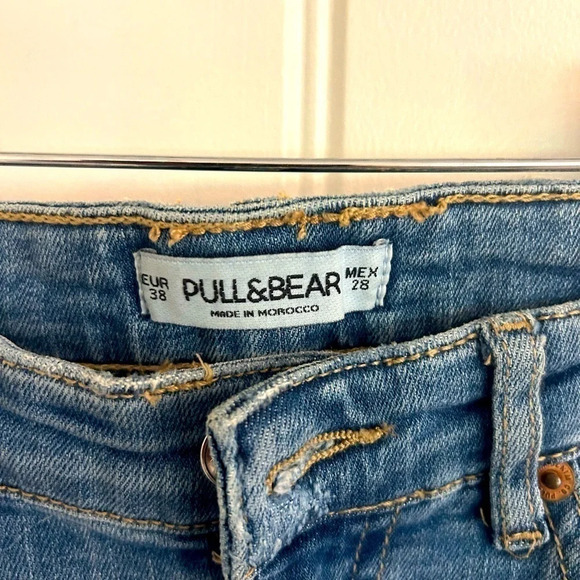 EUR 38
PULL&BEAR
MEX 28
MADE IN MOROCCO